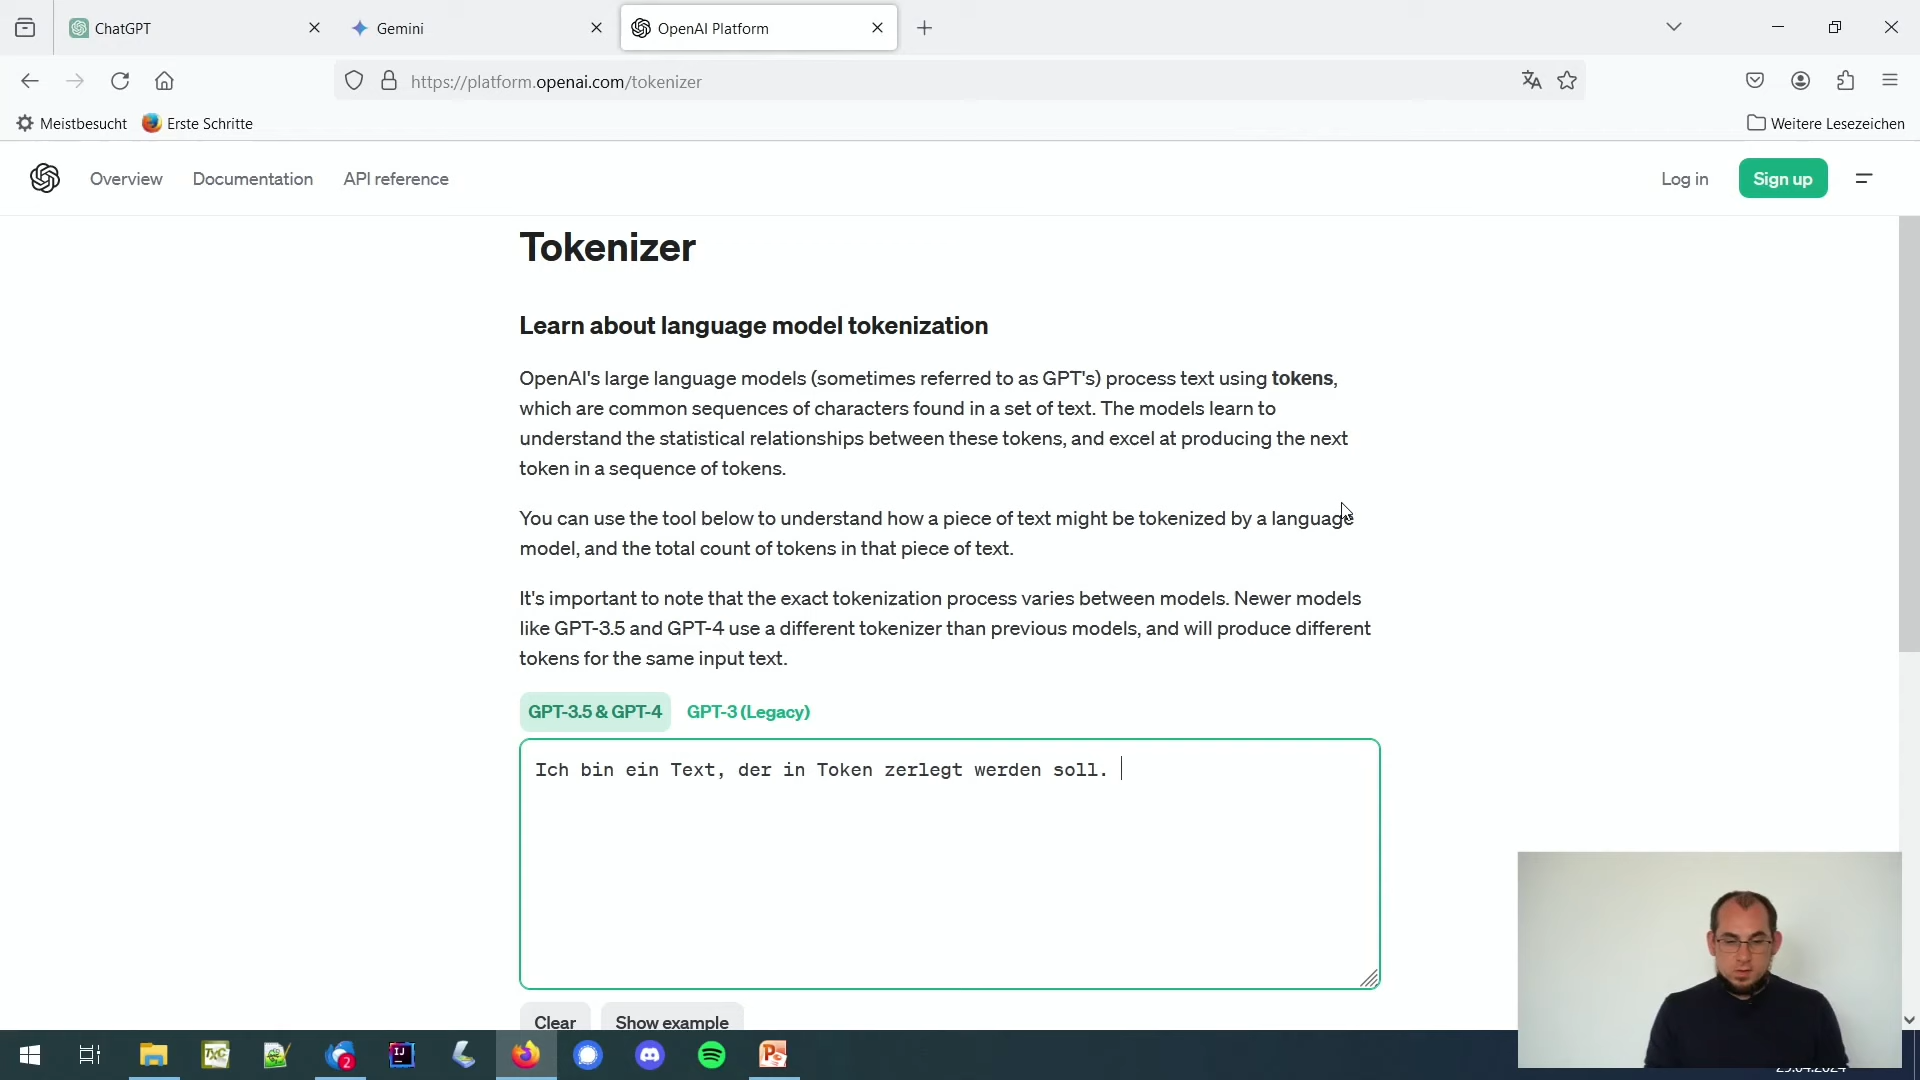 ChatGPT
Gemini
OpenAI Platform
https://platform.openai.com/tokenizer
Meistbesucht
Erste Schritte
Weitere Lesezeichen
Overview
Documentation
API reference
Log in
Sign up
Tokenizer
Learn about language model tokenization
OpenAI's large language models (sometimes referred to as GPT's) process text using tokens,
which are common sequences of characters found in a set of text. The models learn to
understand the statistical relationships between these tokens, and excel at producing the next
token in a sequence of tokens.
You can use the tool below to understand how a piece of text might be tokenized by a language
model, and the total count of tokens in that piece of text.
It's important to note that the exact tokenization process varies between models. Newer models
like GPT-3.5 and GPT-4 use a different tokenizer than previous models, and will produce different
tokens for the same input text.
GPT-3.5 & GPT-4
GPT-3 (Legacy)
Ich bin ein Text, der in Token zerlegt werden soll.
Clear
Show example
TXC
2
IJ